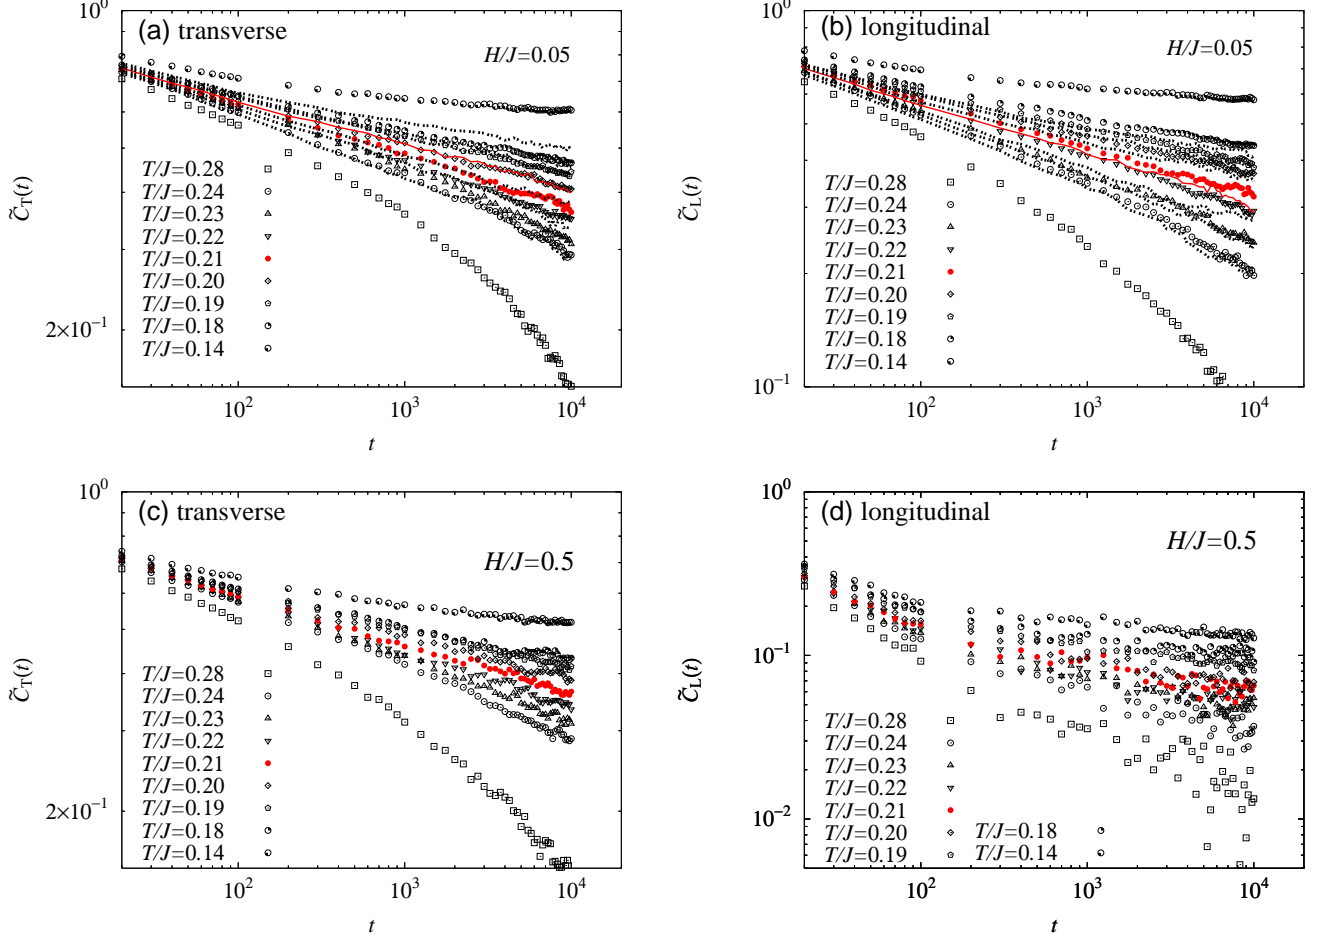 (a) transverse
H/J=0.05
10⁰
2×10⁻¹
C̃T(t)
T/J=0.28
T/J=0.24
T/J=0.23
T/J=0.22
T/J=0.21
T/J=0.20
T/J=0.19
T/J=0.18
T/J=0.14
10² 10³ 10⁴
t
(b) longitudinal
H/J=0.05
10⁰
10⁻¹
C̃L(t)
T/J=0.28
T/J=0.24
T/J=0.23
T/J=0.22
T/J=0.21
T/J=0.20
T/J=0.19
T/J=0.18
T/J=0.14
10² 10³ 10⁴
t
(c) transverse
H/J=0.5
10⁰
2×10⁻¹
C̃T(t)
T/J=0.28
T/J=0.24
T/J=0.23
T/J=0.22
T/J=0.21
T/J=0.20
T/J=0.19
T/J=0.18
T/J=0.14
10² 10³ 10⁴
t
(d) longitudinal
H/J=0.5
10⁰
10⁻¹
10⁻²
C̃L(t)
T/J=0.28
T/J=0.24
T/J=0.23
T/J=0.22
T/J=0.21
T/J=0.20
T/J=0.19
T/J=0.18
T/J=0.14
10² 10³ 10⁴
t